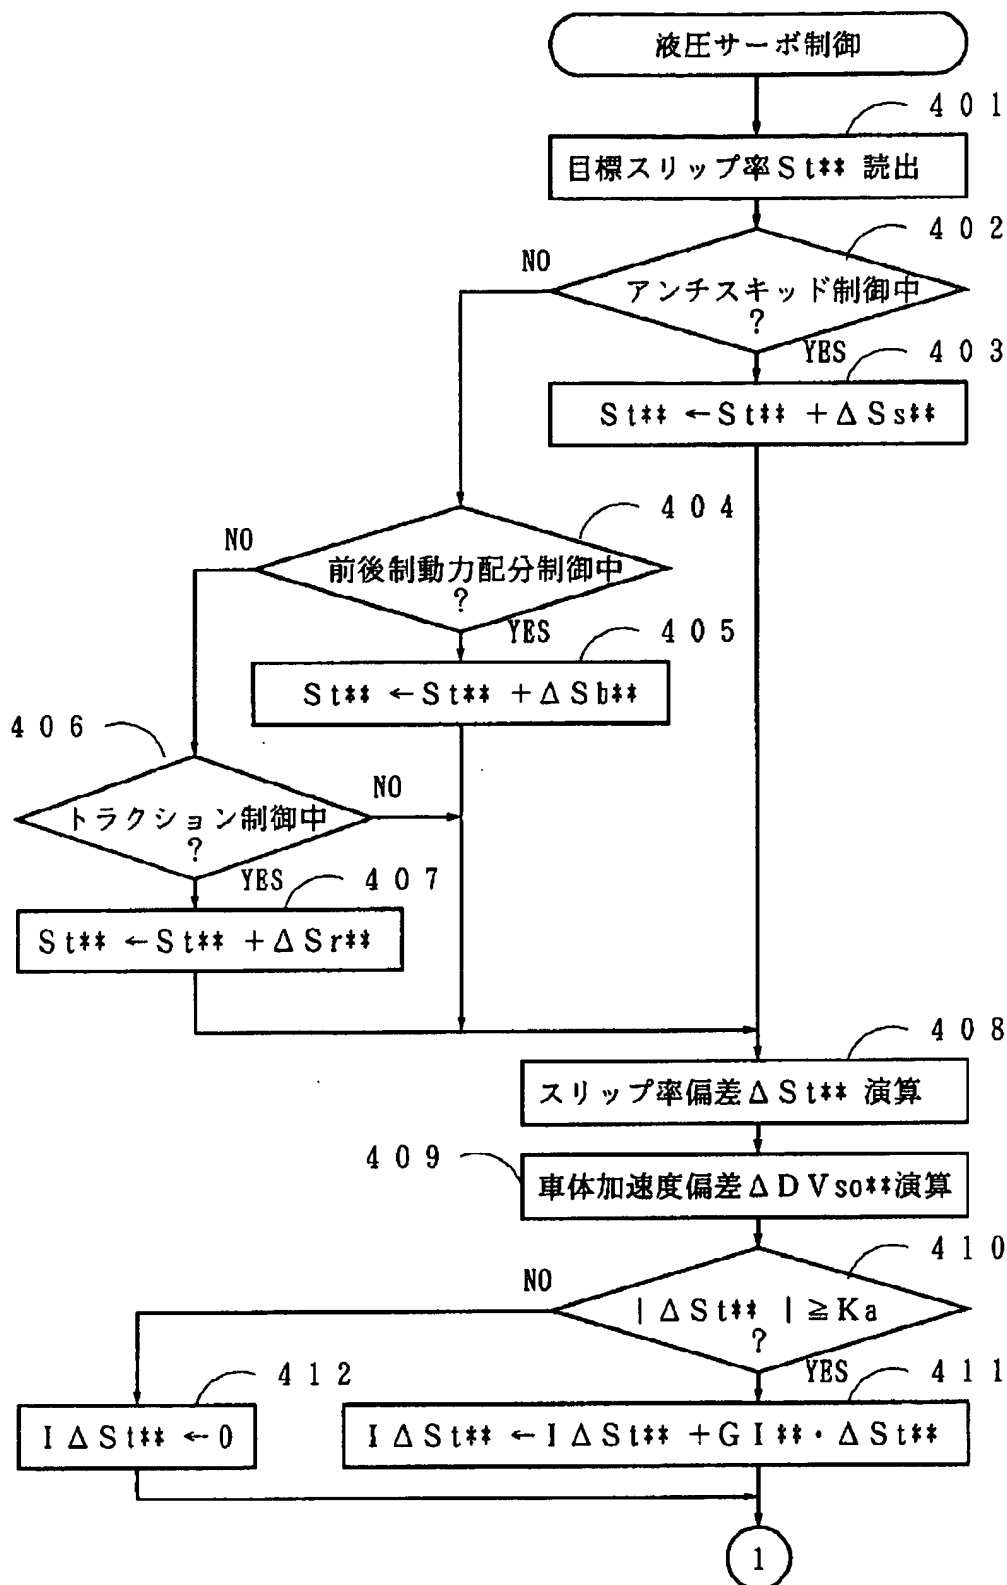 液圧サーボ制御
401
目標スリップ率St** 読出
402
NO
アンチスキッド制御中
?
YES
403
St** ←St** +ΔSs**
404
NO
前後制動力配分制御中
?
YES
405
St** ←St** +ΔSb**
406
NO
トラクション制御中
?
YES
407
St** ←St** +ΔSr**
408
スリップ率偏差ΔSt** 演算
409
車体加速度偏差ΔDVso**演算
410
NO
|ΔSt** |≧Ka
?
YES
411
412
IΔSt** ←0
IΔSt** ←IΔSt** +GI**・ΔSt**
1